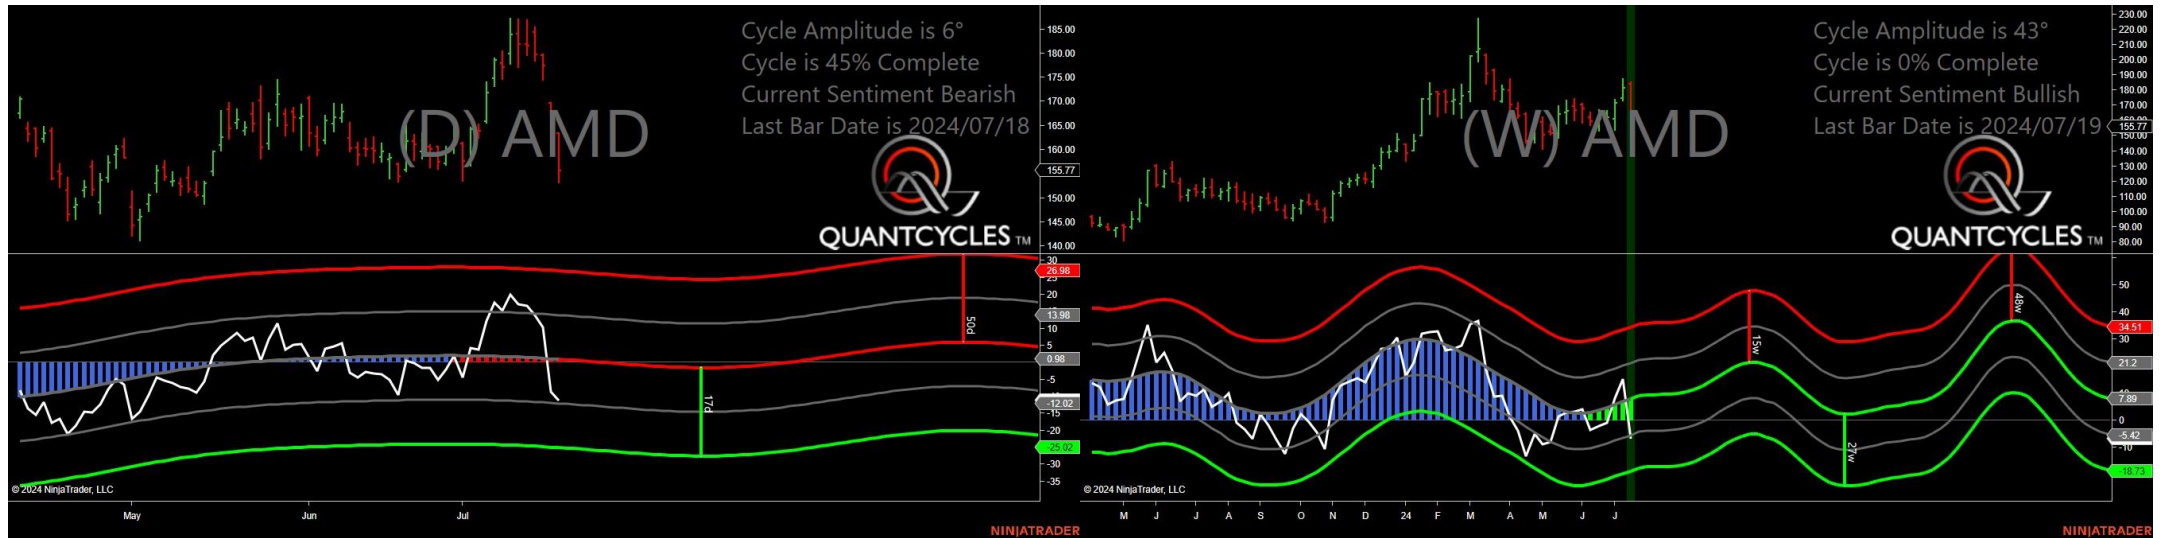 Cycle Amplitude is 6°
Cycle is 45% Complete
Current Sentiment Bearish
Last Bar Date is 2024/07/18
(D) AMD
QUANTCYCLES TM
185.00
180.00
175.00
170.00
165.00
160.00
155.77
150.00
145.00
140.00
30
26.98
25
20
13.98
10
5
0.98
-5
-12.02
-15
-20
-25.02
-30
-35
50d
17d
© 2024 NinjaTrader, LLC
May
Jun
Jul
NINJATRADER
Cycle Amplitude is 43°
Cycle is 0% Complete
Current Sentiment Bullish
Last Bar Date is 2024/07/19
(W) AMD
QUANTCYCLES TM
230.00
220.00
210.00
200.00
190.00
180.00
170.00
155.77
150.00
140.00
130.00
120.00
110.00
100.00
90.00
80.00
50
40
34.51
30
21.2
7.89
0
-5.42
-10
-18.73
15w
27w
48w
© 2024 NinjaTrader, LLC
M J J A S O N D 24 F M A M J J
NINJATRADER